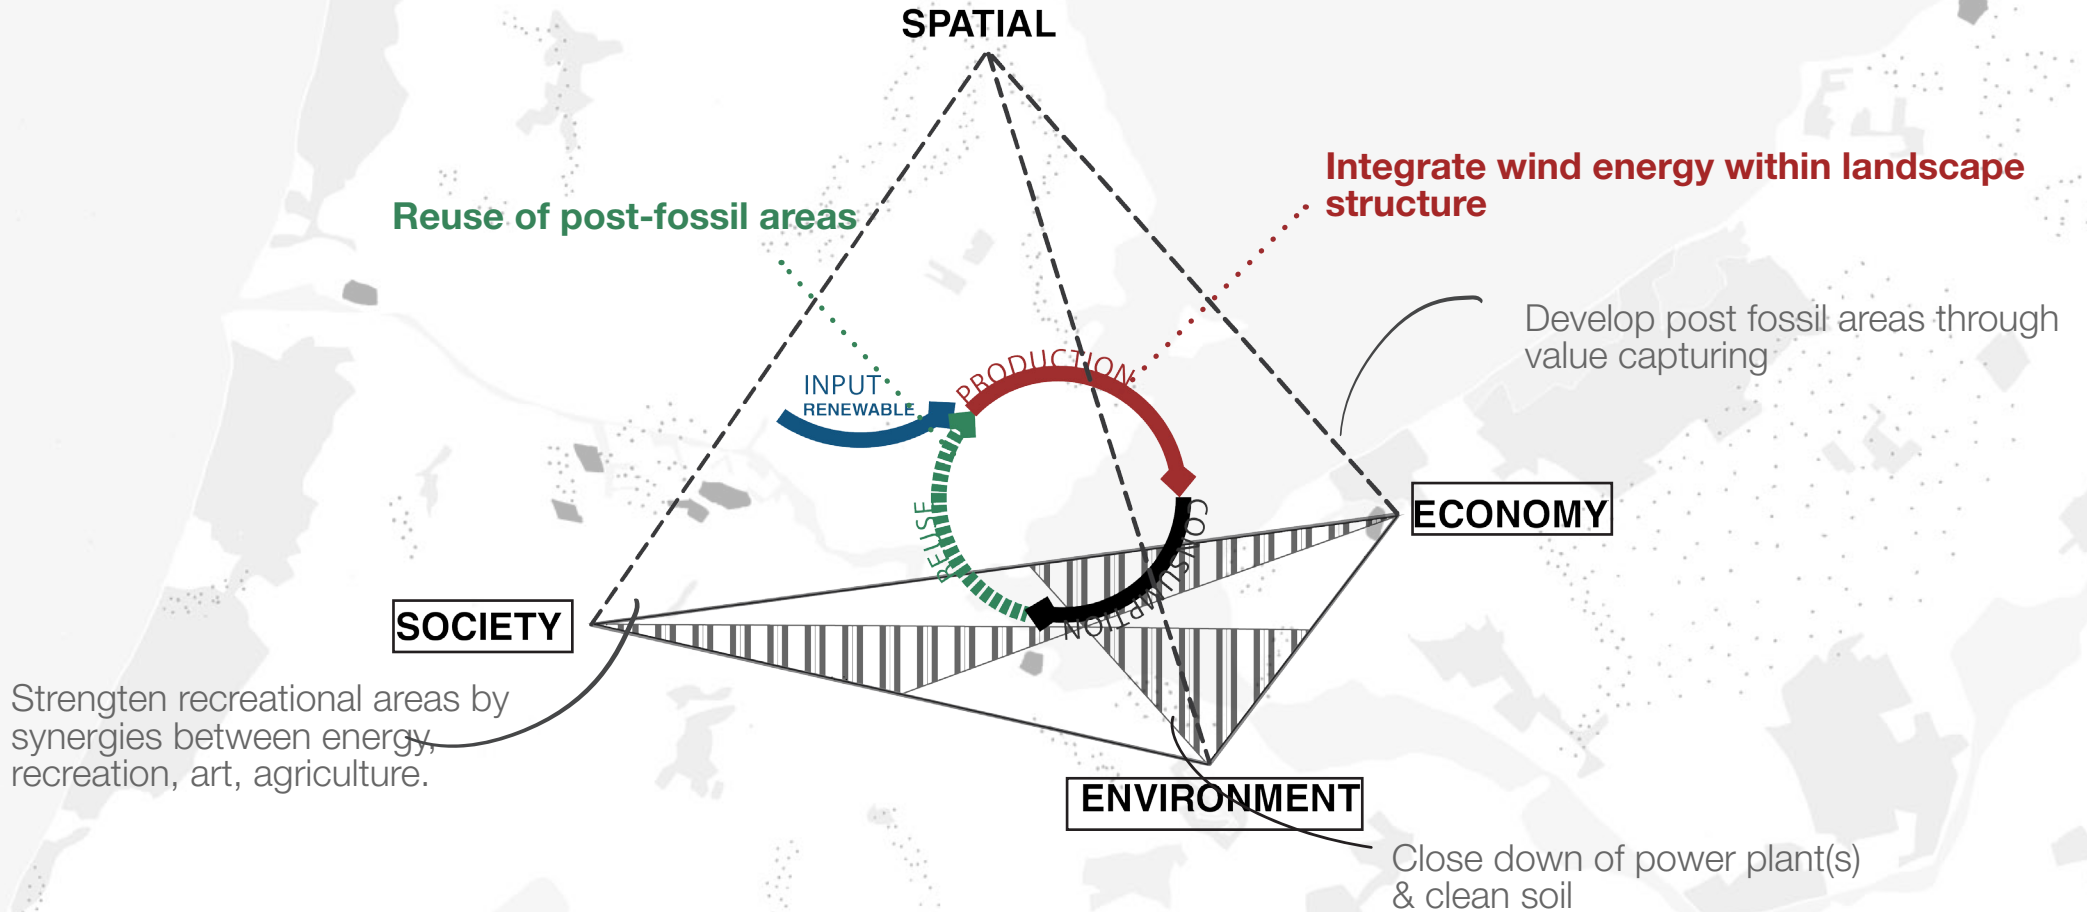 SPATIAL
Integrate wind energy within landscape
structure
Reuse of post-fossil areas
Develop post fossil areas through
value capturing
PRODUCTION
INPUT
RENEWABLE
REUSE
CONSUMPTION
ECONOMY
SOCIETY
Strengten recreational areas by
synergies between energy,
recreation, art, agriculture.
ENVIRONMENT
Close down of power plant(s)
& clean soil